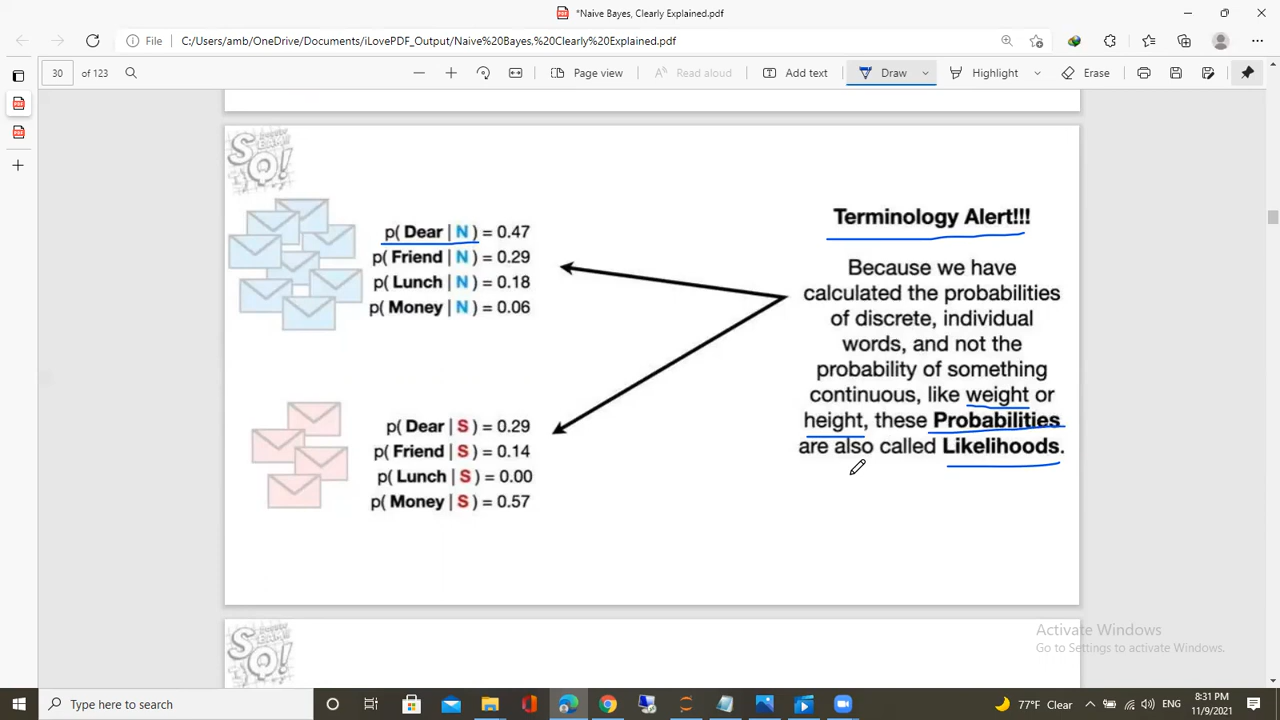 *Naive Bayes, Clearly Explained.pdf
File
C:/Users/amb/OneDrive/Documents/iLovePDF_Output/Naive%20Bayes,%20Clearly%20Explained.pdf
30 of 123
Page view
Read aloud
Add text
Draw
Highlight
Erase
SQ!
p( Dear | N ) = 0.47
p( Friend | N ) = 0.29
p( Lunch | N ) = 0.18
p( Money | N ) = 0.06
p( Dear | S ) = 0.29
p( Friend | S ) = 0.14
p( Lunch | S ) = 0.00
p( Money | S ) = 0.57
Terminology Alert!!!
Because we have
calculated the probabilities
of discrete, individual
words, and not the
probability of something
continuous, like weight or
height, these Probabilities
are also called Likelihoods.
SQ!
Activate Windows
Go to Settings to activate Windows.
Type here to search
77°F Clear
8:31 PM
11/9/2021